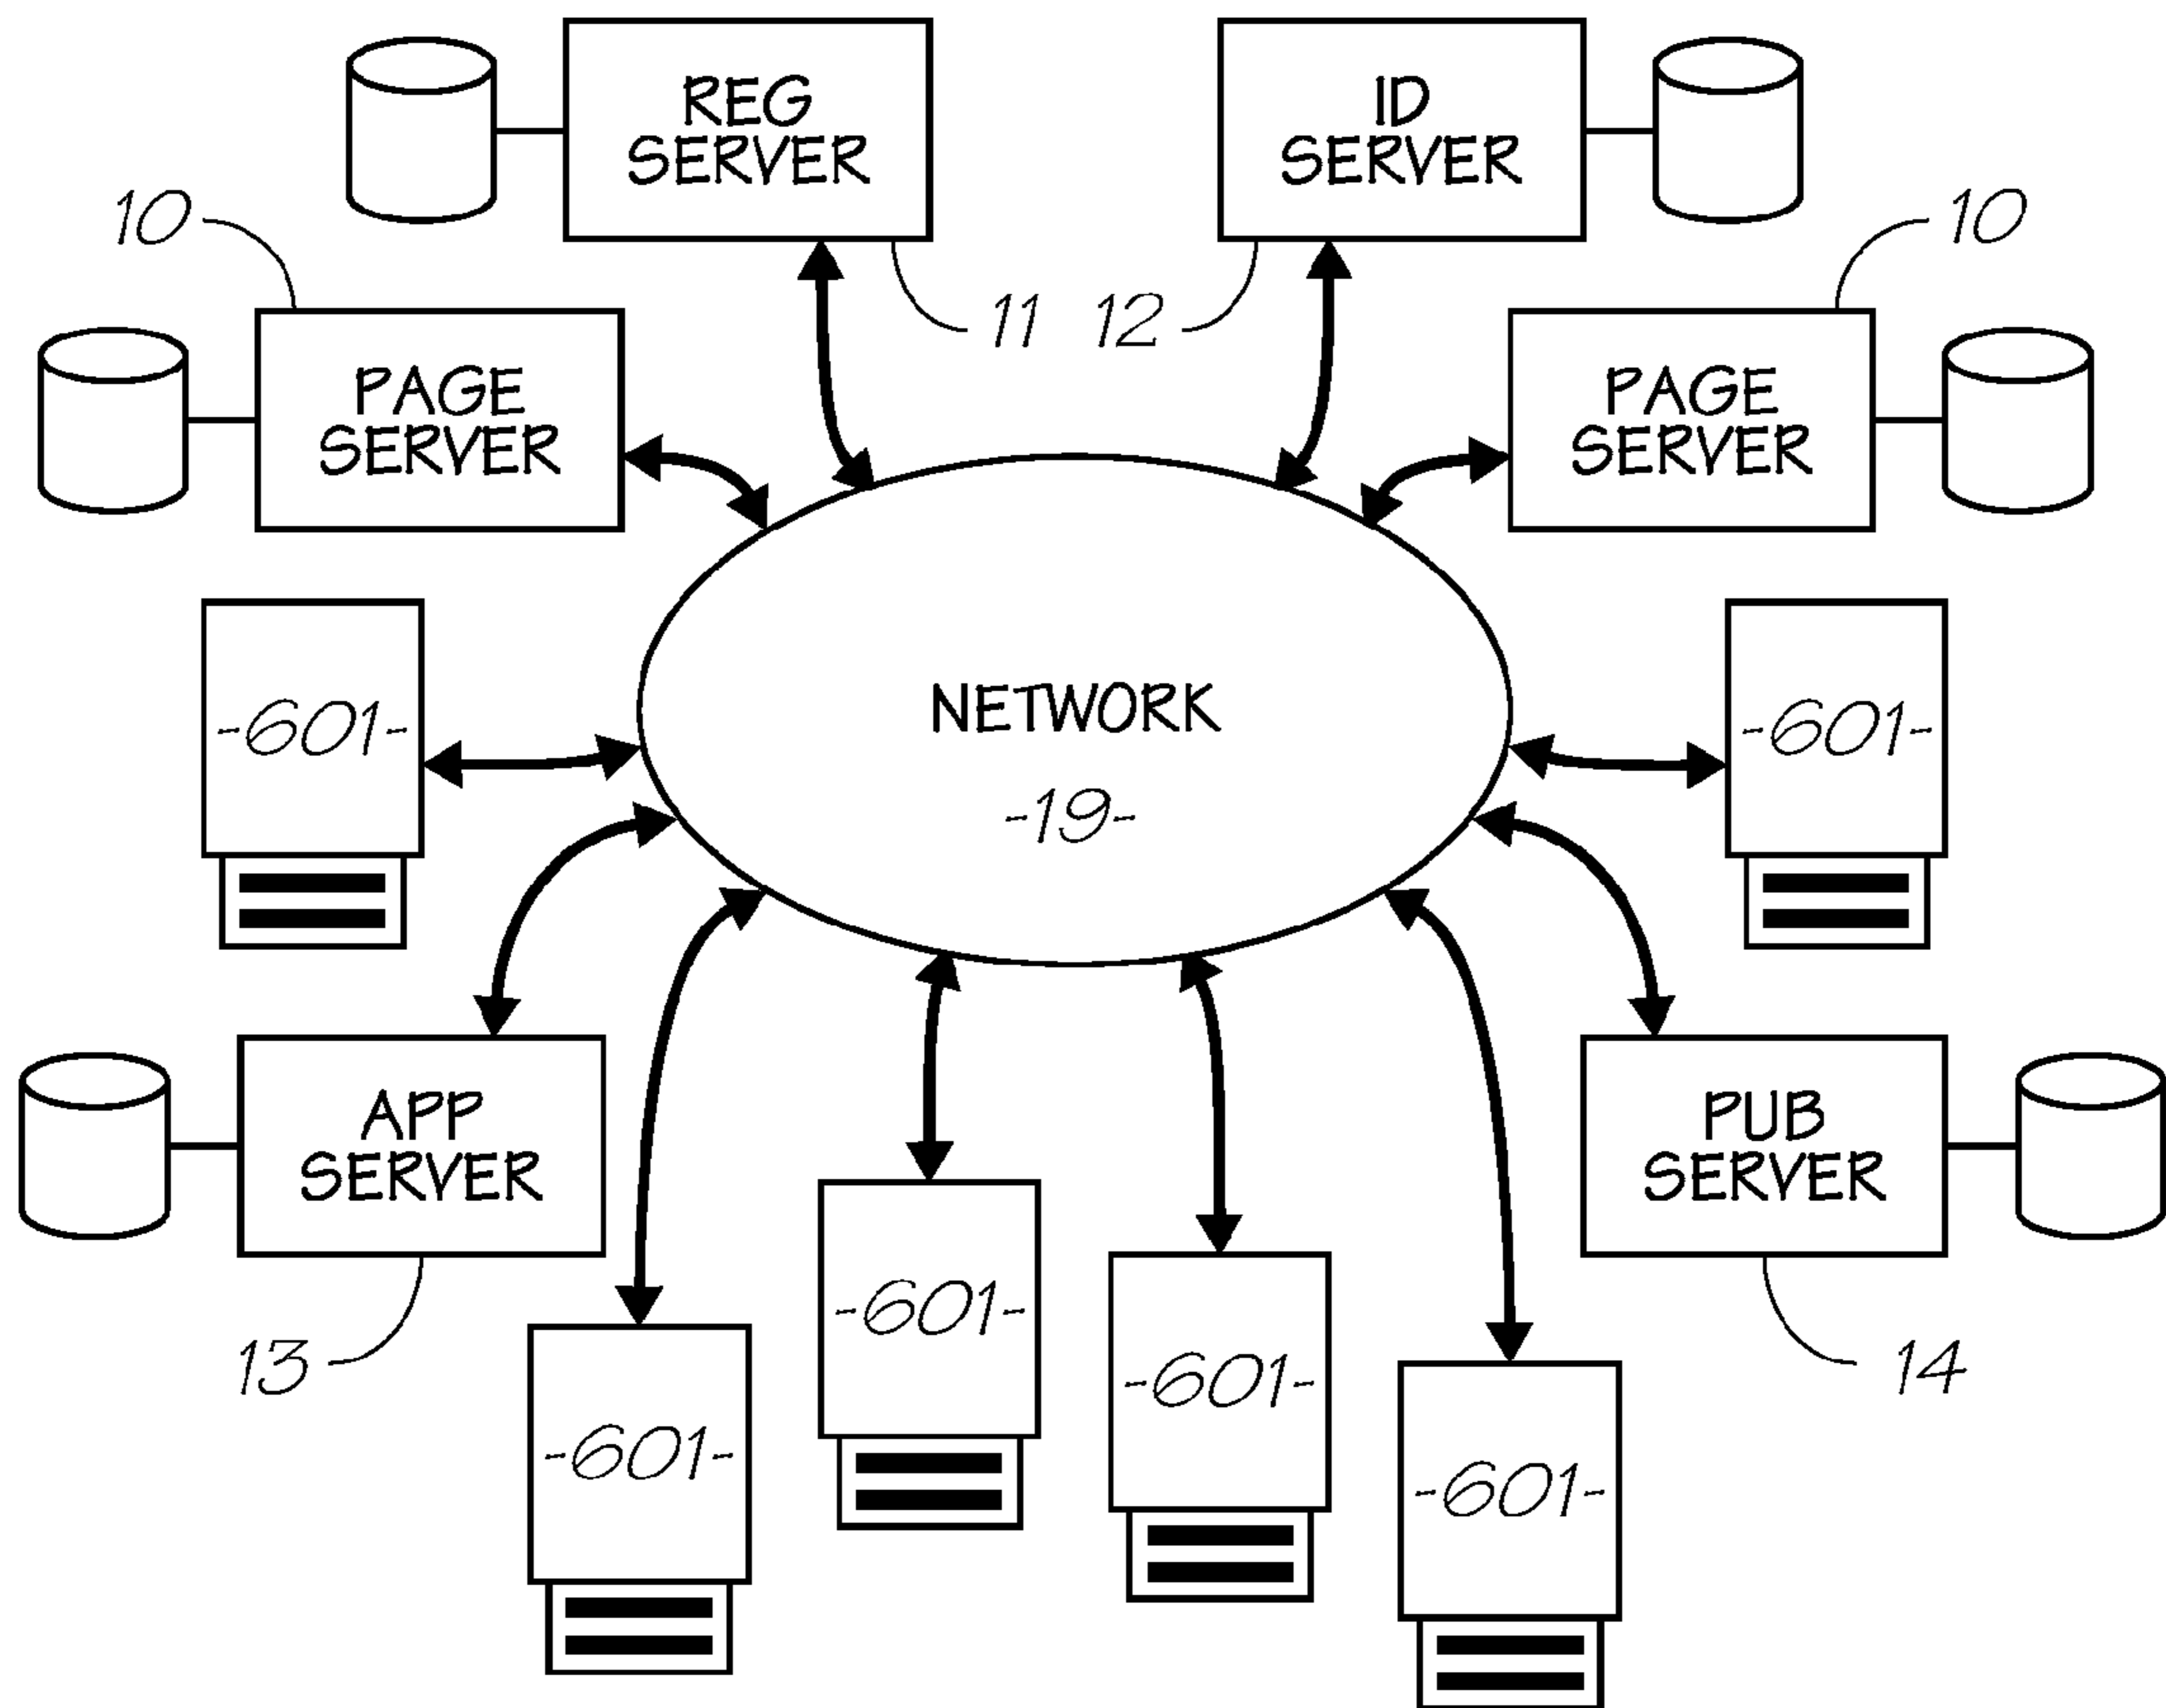 REG
SERVER
ID
SERVER
10
10
11
12
PAGE
SERVER
PAGE
SERVER
-601-
NETWORK
-19-
-601-
APP
SERVER
PUB
SERVER
13
-601-
-601-
-601-
-601-
14